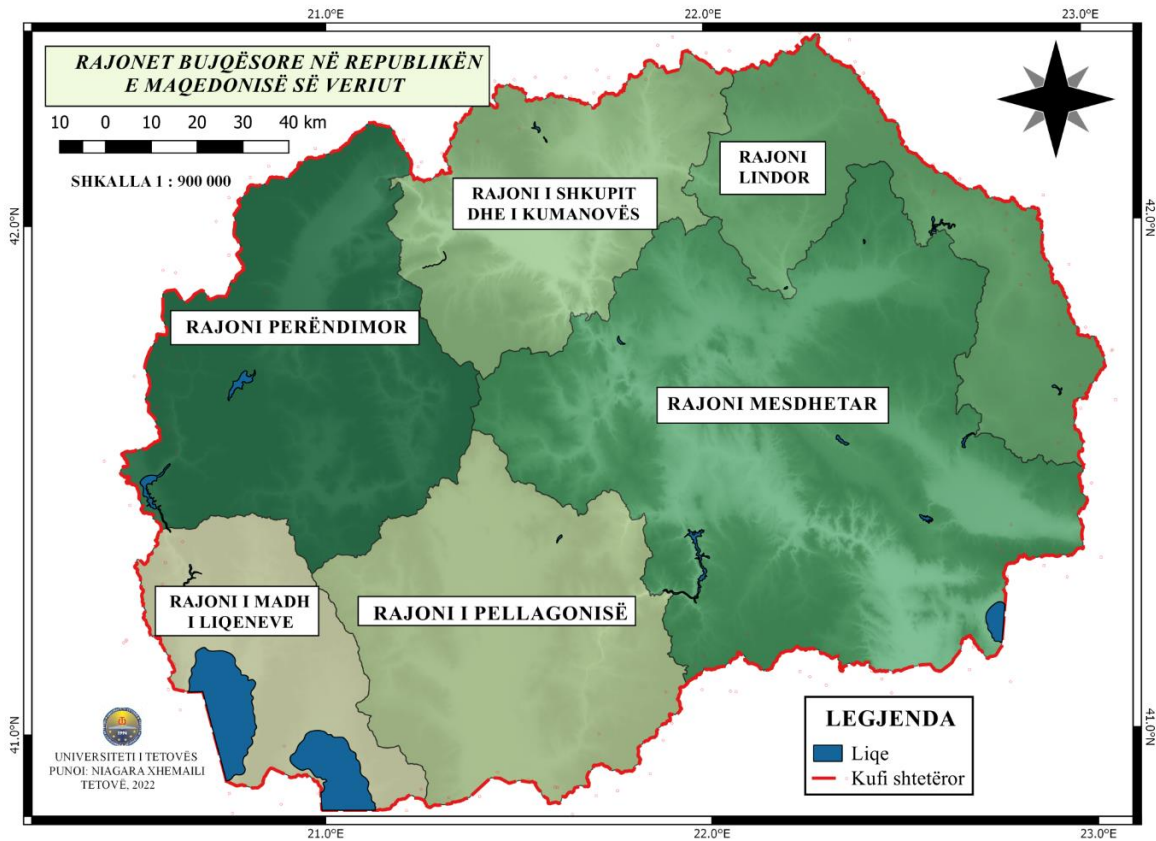 21.0°E
22.0°E
23.0°E
RAJONET BUJQËSORE NË REPUBLIKËN
E MAQEDONISË SË VERIUT
10 0 10 20 30 40 km
SHKALLA 1 : 900 000
42.0°N
42.0°N
RAJONI
LINDOR
RAJONI I SHKUPIT
DHE I KUMANOVËS
RAJONI PERËNDIMOR
RAJONI MESDHETAR
RAJONI I MADH
I LIQENEVE
RAJONI I PELLAGONISË
41.0°N
41.0°N
UNIVERSITETI I TETOVËS
PUNOI: NIAGARA XHEMAILI
TETOVË, 2022
LEGJENDA
Liqe
Kufi shtetëror
21.0°E
22.0°E
23.0°E